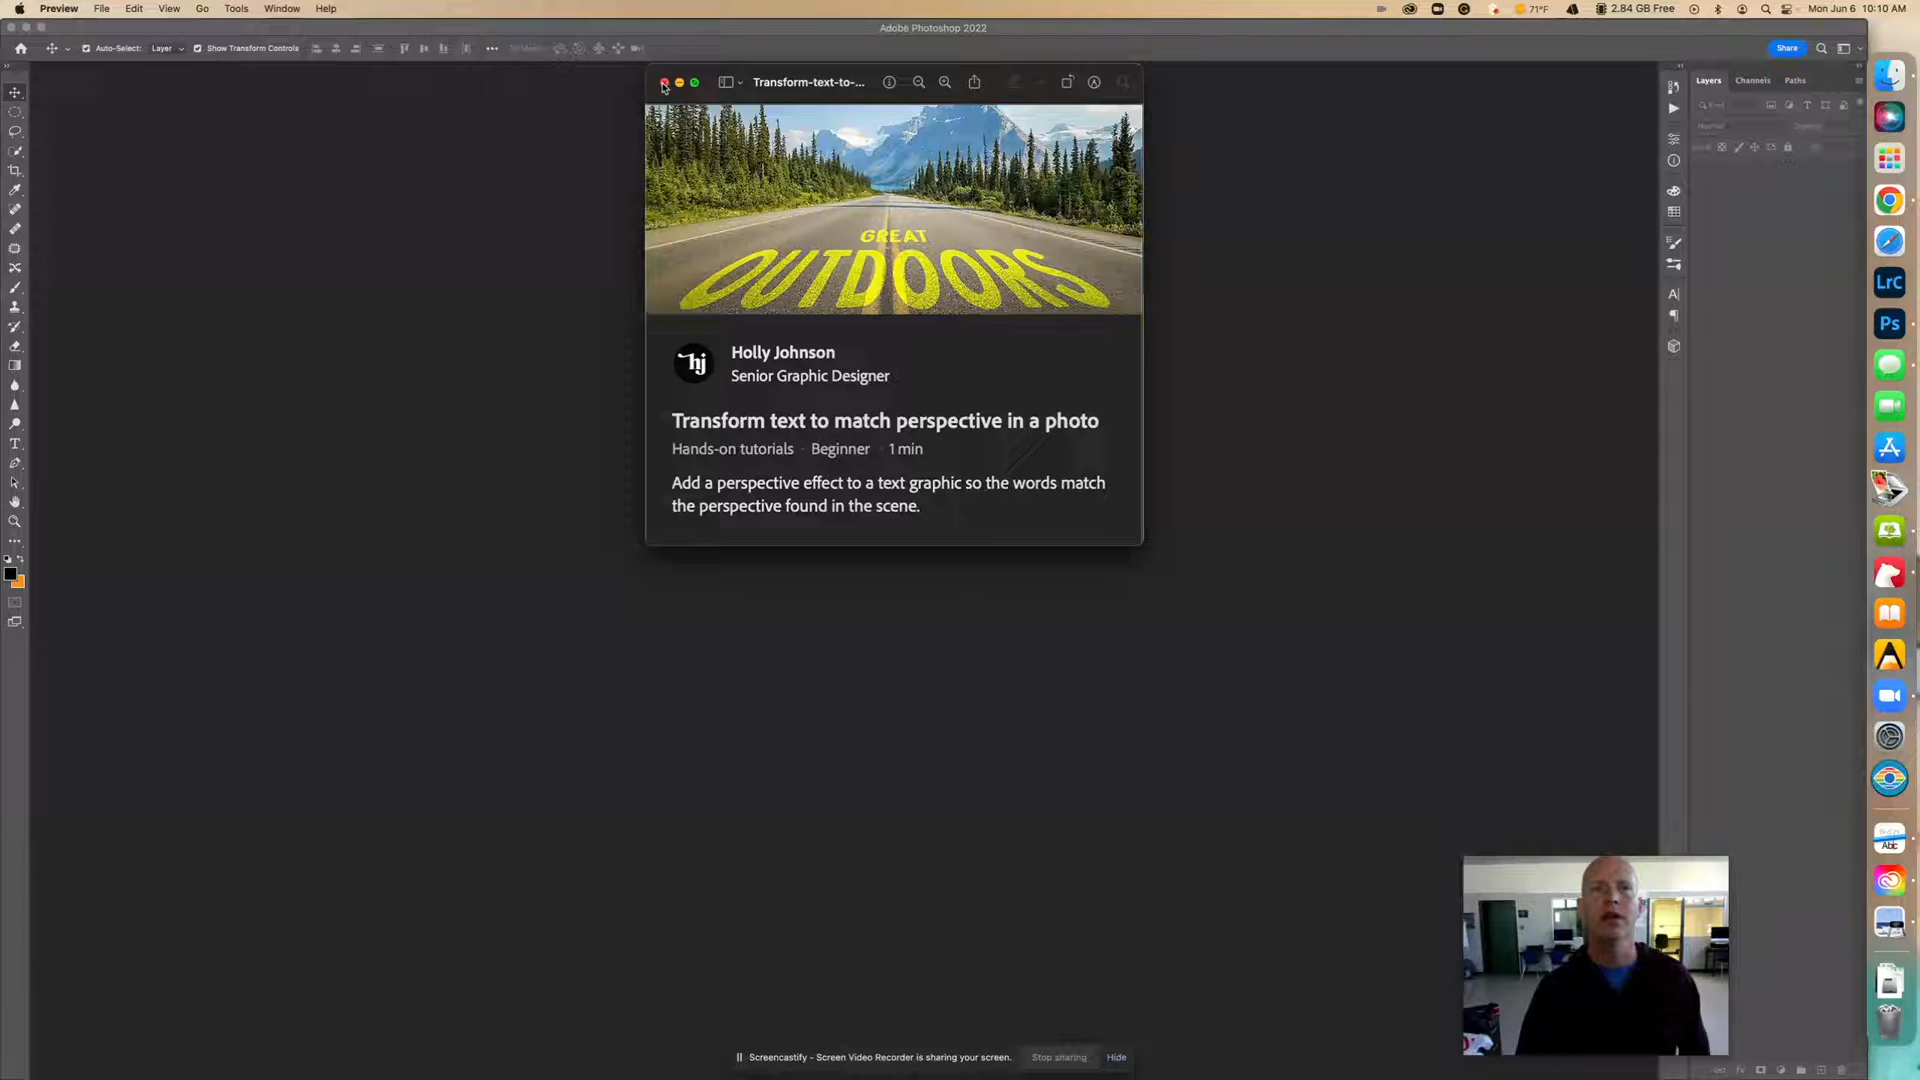 Preview File Edit View Go Tools Window Help
71°F 2.84 GB Free Mon Jun 6 10:10 AM
Adobe Photoshop 2022
Auto-Select: Layer Show Transform Controls
Share
Transform-text-to-...
Layers Channels Paths
GREAT
OUTDOORS
hj
Holly Johnson
Senior Graphic Designer
Transform text to match perspective in a photo
Hands-on tutorials · Beginner · 1 min
Add a perspective effect to a text graphic so the words match
the perspective found in the scene.
LrC
Ps
Abc
Screencastify - Screen Video Recorder is sharing your screen. Stop sharing Hide